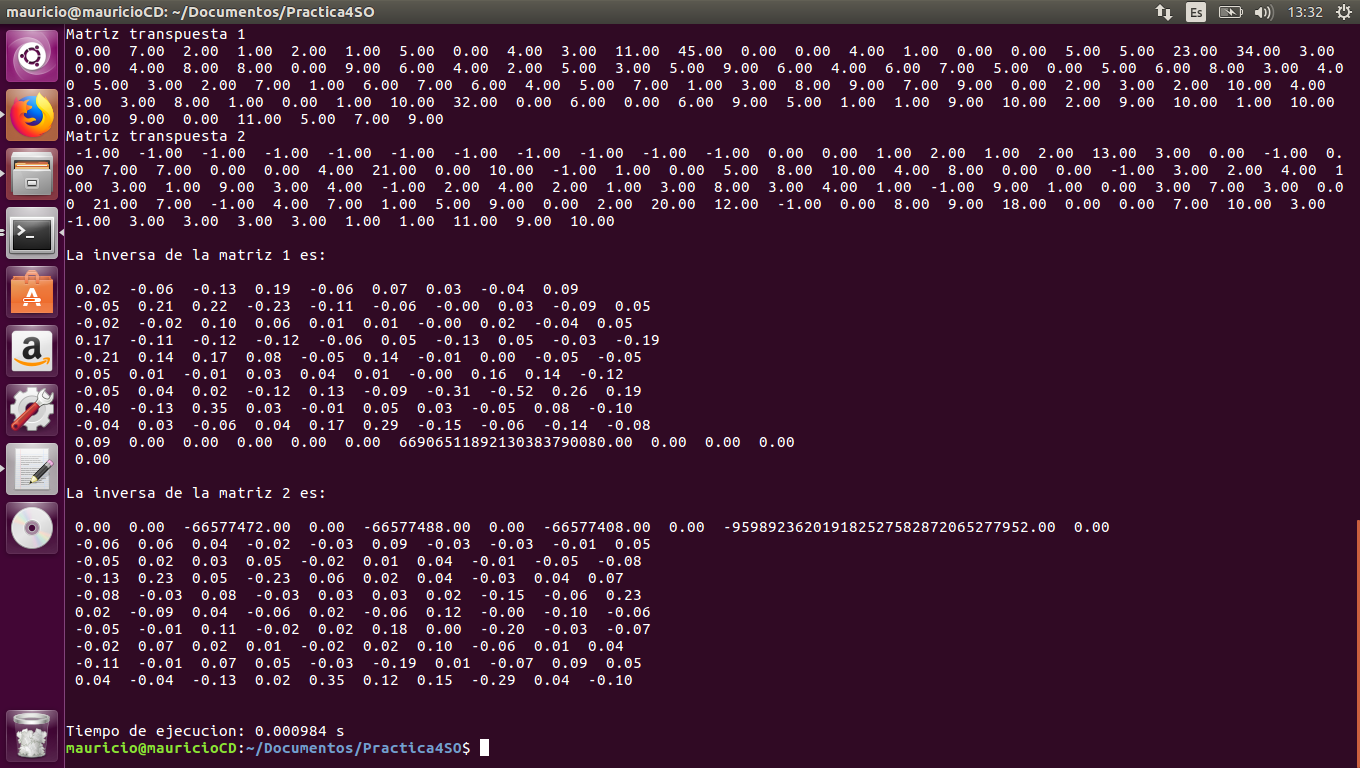 mauricio@mauricioCD: ~/Documentos/Practica4SO
Es
13:32
Matriz transpuesta 1
0.00 7.00 2.00 1.00 2.00 1.00 5.00 0.00 4.00 3.00 11.00 45.00 0.00 0.00 4.00 1.00 0.00 0.00 5.00 5.00 23.00 34.00 3.00
0.00 4.00 8.00 8.00 0.00 9.00 6.00 4.00 2.00 5.00 3.00 5.00 9.00 6.00 4.00 6.00 7.00 5.00 0.00 5.00 6.00 8.00 3.00 4.0
0 5.00 3.00 2.00 7.00 1.00 6.00 7.00 6.00 4.00 5.00 7.00 1.00 3.00 8.00 9.00 7.00 9.00 0.00 2.00 3.00 2.00 10.00 4.00
3.00 3.00 8.00 1.00 0.00 1.00 10.00 32.00 0.00 6.00 0.00 6.00 9.00 5.00 1.00 1.00 9.00 10.00 2.00 9.00 10.00 1.00 10.00
0.00 9.00 0.00 11.00 5.00 7.00 9.00
Matriz transpuesta 2
-1.00 -1.00 -1.00 -1.00 -1.00 -1.00 -1.00 -1.00 -1.00 -1.00 -1.00 0.00 0.00 1.00 2.00 1.00 2.00 13.00 3.00 0.00 -1.00 0.
00 7.00 7.00 0.00 0.00 4.00 21.00 0.00 10.00 -1.00 1.00 0.00 5.00 8.00 10.00 4.00 8.00 0.00 0.00 -1.00 3.00 2.00 4.00 1
.00 3.00 1.00 9.00 3.00 4.00 -1.00 2.00 4.00 2.00 1.00 3.00 8.00 3.00 4.00 1.00 -1.00 9.00 1.00 0.00 3.00 7.00 3.00 0.0
0 21.00 7.00 -1.00 4.00 7.00 1.00 5.00 9.00 0.00 2.00 20.00 12.00 -1.00 0.00 8.00 9.00 18.00 0.00 0.00 7.00 10.00 3.00
-1.00 3.00 3.00 3.00 3.00 1.00 1.00 11.00 9.00 10.00
La inversa de la matriz 1 es:
0.02 -0.06 -0.13 0.19 -0.06 0.07 0.03 -0.04 0.09
-0.05 0.21 0.22 -0.23 -0.11 -0.06 -0.00 0.03 -0.09 0.05
-0.02 -0.02 0.10 0.06 0.01 0.01 -0.00 0.02 -0.04 0.05
0.17 -0.11 -0.12 -0.12 -0.06 0.05 -0.13 0.05 -0.03 -0.19
-0.21 0.14 0.17 0.08 -0.05 0.14 -0.01 0.00 -0.05 -0.05
0.05 0.01 -0.01 0.03 0.04 0.01 -0.00 0.16 0.14 -0.12
-0.05 0.04 0.02 -0.12 0.13 -0.09 -0.31 -0.52 0.26 0.19
0.40 -0.13 0.35 0.03 -0.01 0.05 0.03 -0.05 0.08 -0.10
-0.04 0.03 -0.06 0.04 0.17 0.29 -0.15 -0.06 -0.14 -0.08
0.09 0.00 0.00 0.00 0.00 0.00 66906511892130383790080.00 0.00 0.00 0.00
0.00
La inversa de la matriz 2 es:
0.00 0.00 -66577472.00 0.00 -66577488.00 0.00 -66577408.00 0.00 -95989236201918252758287206​5277952.00 0.00
-0.06 0.06 0.04 -0.02 -0.03 0.09 -0.03 -0.03 -0.01 0.05
-0.05 0.02 0.03 0.05 -0.02 0.01 0.04 -0.01 -0.05 -0.08
-0.13 0.23 0.05 -0.23 0.06 0.02 0.04 -0.03 0.04 0.07
-0.08 -0.03 0.08 -0.03 0.03 0.03 0.02 -0.15 -0.06 0.23
0.02 -0.09 0.04 -0.06 0.02 -0.06 0.12 -0.00 -0.10 -0.06
-0.05 -0.01 0.11 -0.02 0.02 0.18 0.00 -0.20 -0.03 -0.07
-0.02 0.07 0.02 0.01 -0.02 0.02 0.10 -0.06 0.01 0.04
-0.11 -0.01 0.07 0.05 -0.03 -0.19 0.01 -0.07 0.09 0.05
0.04 -0.04 -0.13 0.02 0.35 0.12 0.15 -0.29 0.04 -0.10
Tiempo de ejecucion: 0.000984 s
mauricio@mauricioCD:~/Documentos/Practica4SO$